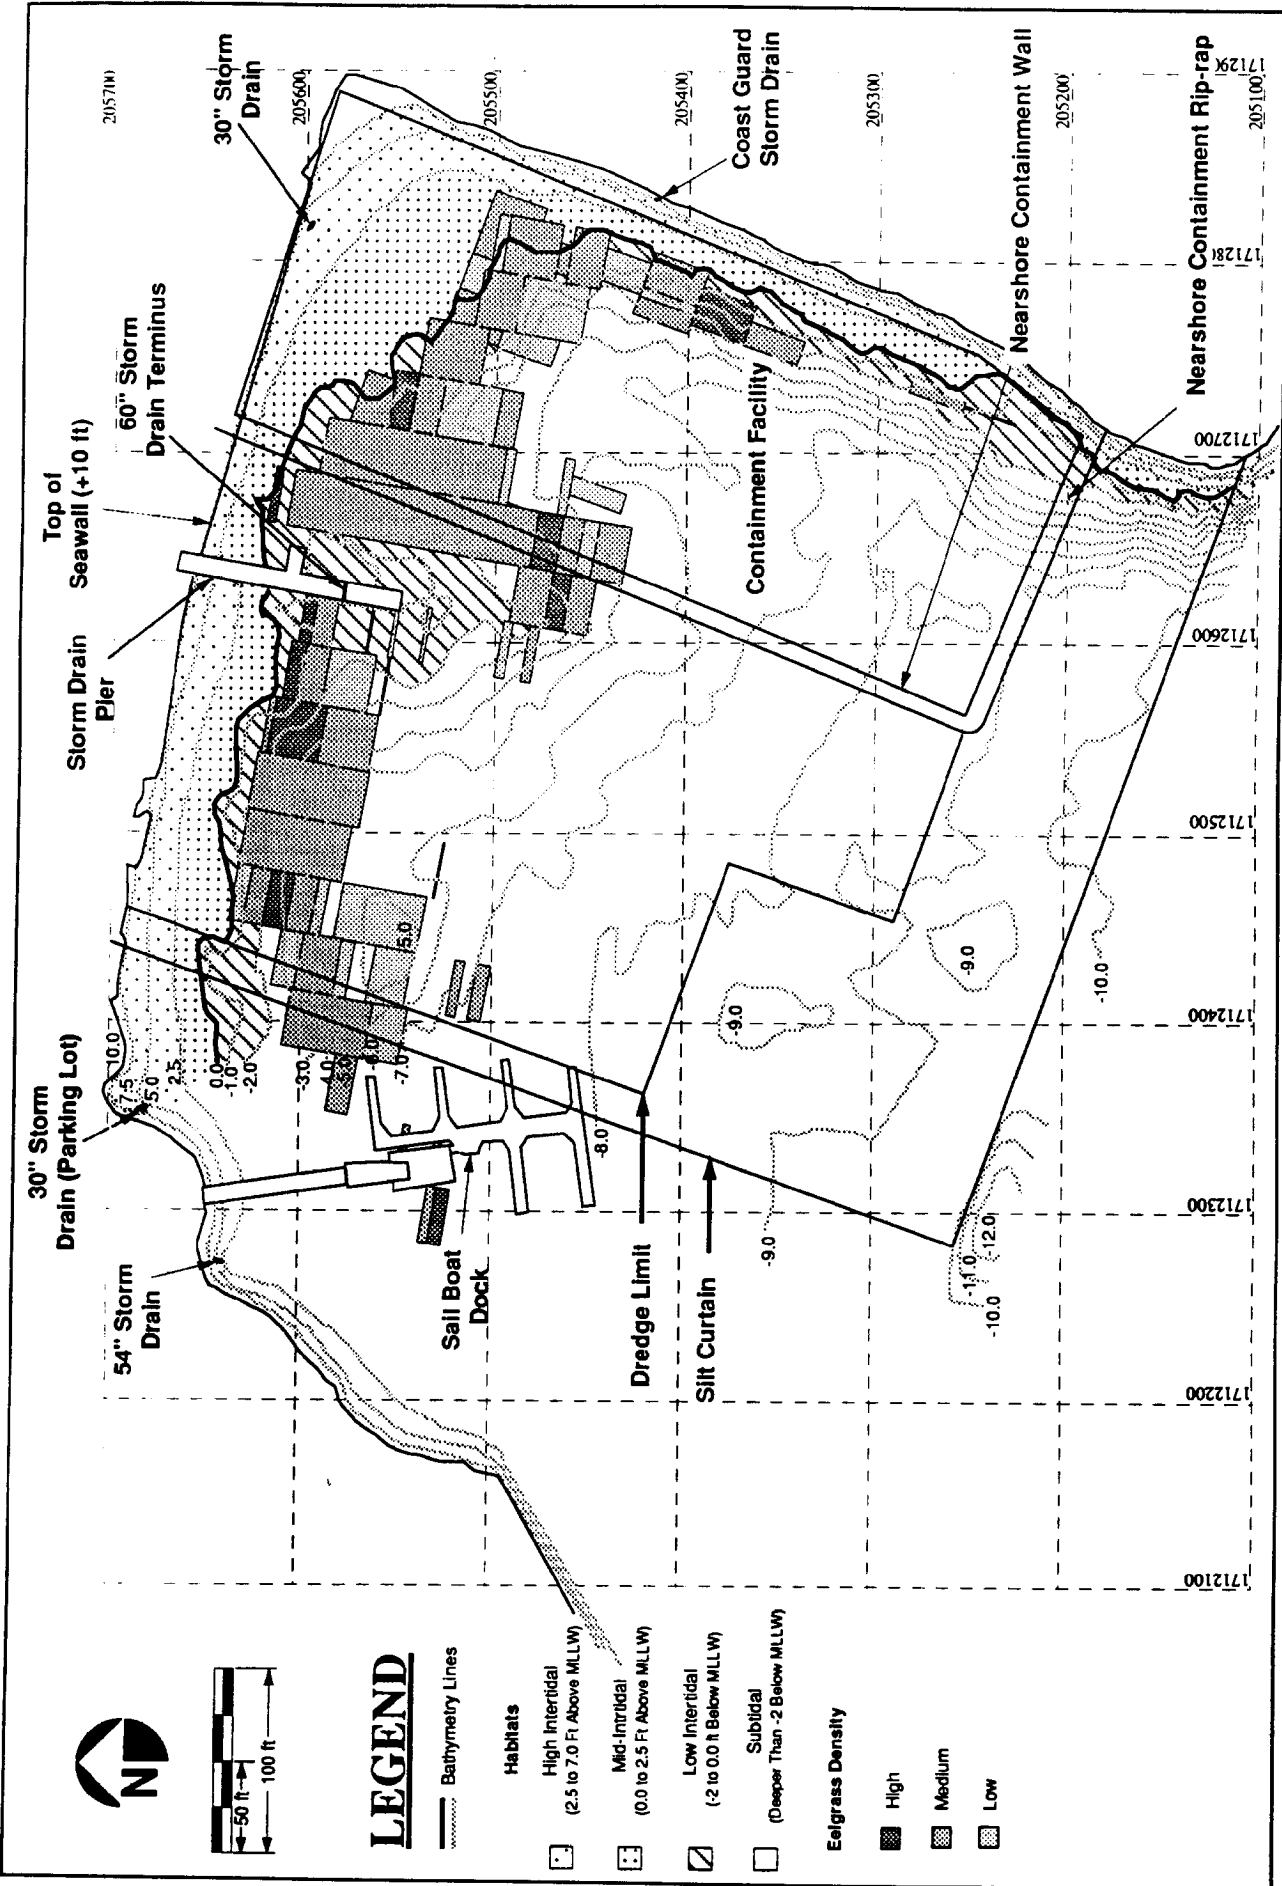 N
50 ft
100 ft
LEGEND
Bathymetry Lines
Habitats
High Intertidal
(2.5 to 7.0 Ft Above MLLW)
Mid-Intrtidal
(0.0 to 2.5 Ft Above MLLW)
Low Intertidal
(-2 to 0.0 ft Below MLLW)
Subtidal
(Deeper Than -2 Below MLLW)
Eelgrass Density
High
Medium
Low
30" Storm
Drain (Parking Lot)
54" Storm
Drain
Sail Boat
Dock
Dredge Limit
Silt Curtain
Storm Drain
Pier
Top of
Seawall (+10 ft)
60" Storm
Drain Terminus
30" Storm
Drain
Coast Guard
Storm Drain
Containment Facility
Nearshore Containment Wall
Nearshore Containment Rip-rap
10.0
7.5
5.0
2.5
0.0
-1.0
-2.0
-3.0
-4.0
-5.0
-6.0
-7.0
5.0
-8.0
-9.0
-9.0
-9.0
-10.0
-10.0
-11.0
-12.0
205700
205600
205500
205400
205300
205200
205100
1712100
1712200
1712300
1712400
1712500
1712600
1712700